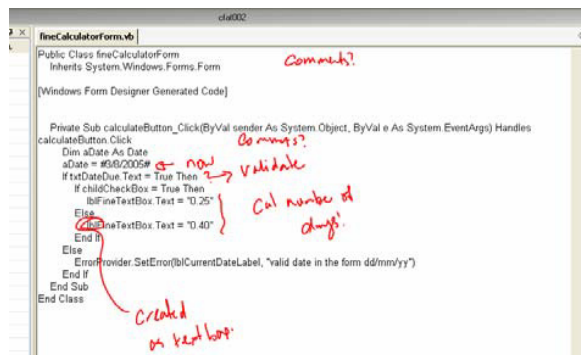 clat002
fineCalculatorForm.vb
Public Class fineCalculatorForm
Comments?
Inherits System.Windows.Forms.Form
[Windows Form Designer Generated Code]
Private Sub calculateButton_Click(ByVal sender As System.Object, ByVal e As System.EventArgs) Handles
calculateButton.Click
Comments?
Dim aDate As Date
aDate = #3/8/2005# now
If txtDateDue.Text = True Then ? validate
If childCheckBox = True Then
lblFineTextBox.Text = "0.25"
Else
Cal number of
lblFineTextBox.Text = "0.40"
days!
End If
Else
ErrorProvider.SetError(lblCurrentDateLabel, "valid date in the form dd/mm/yy")
End If
End Sub
End Class
Created
as textbox.